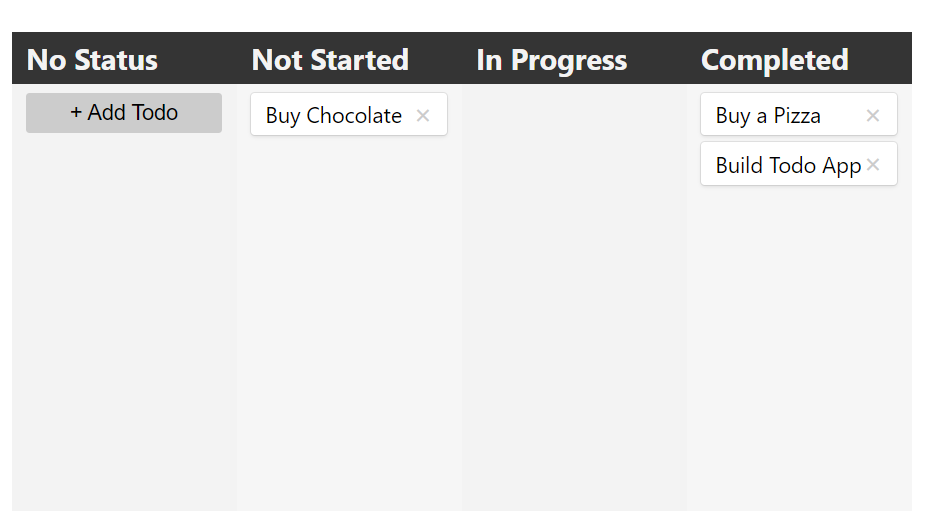 No Status
Not Started
In Progress
Completed
+ Add Todo
Buy Chocolate ×
Buy a Pizza ×
Build Todo App ×